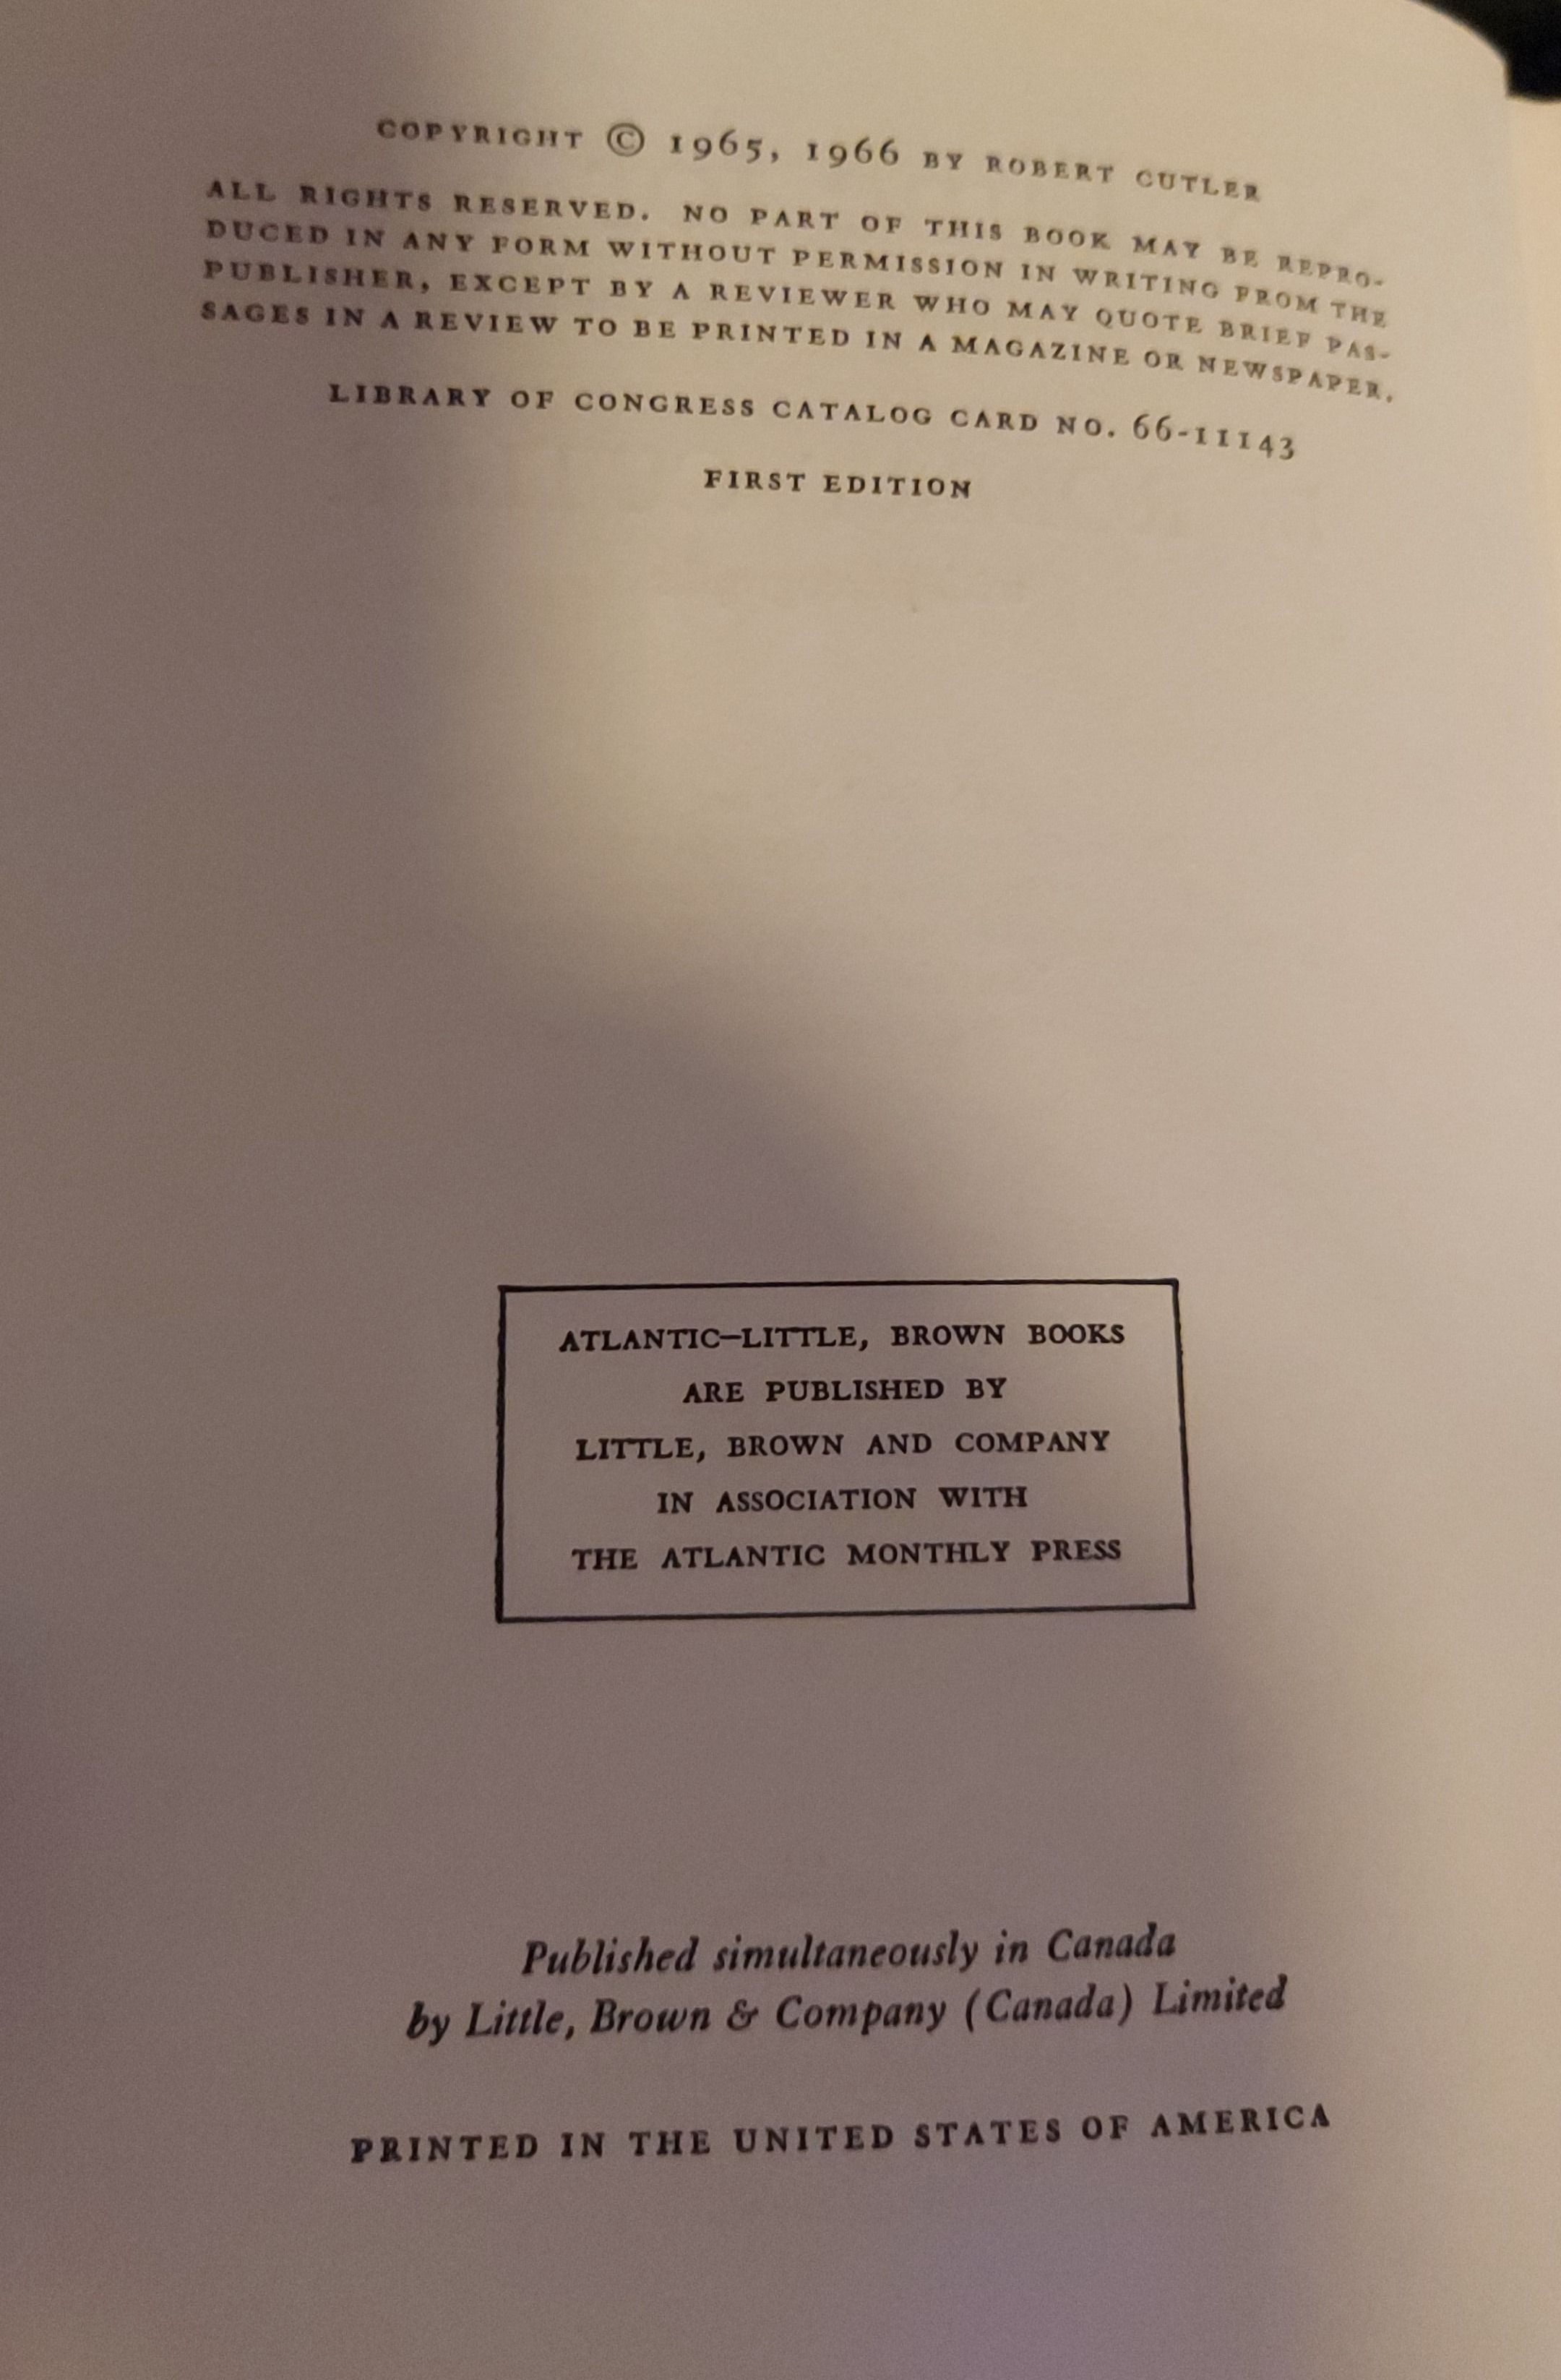 COPYRIGHT © 1965, 1966 BY ROBERT CUTLER
ALL RIGHTS RESERVED. NO PART OF THIS BOOK MAY BE REPRO-
DUCED IN ANY FORM WITHOUT PERMISSION IN WRITING FROM THE
PUBLISHER, EXCEPT BY A REVIEWER WHO MAY QUOTE BRIEF PAS-
SAGES IN A REVIEW TO BE PRINTED IN A MAGAZINE OR NEWSPAPER.
LIBRARY OF CONGRESS CATALOG CARD NO. 66-11143
FIRST EDITION
ATLANTIC–LITTLE, BROWN BOOKS
ARE PUBLISHED BY
LITTLE, BROWN AND COMPANY
IN ASSOCIATION WITH
THE ATLANTIC MONTHLY PRESS
Published simultaneously in Canada
by Little, Brown & Company (Canada) Limited
PRINTED IN THE UNITED STATES OF AMERICA